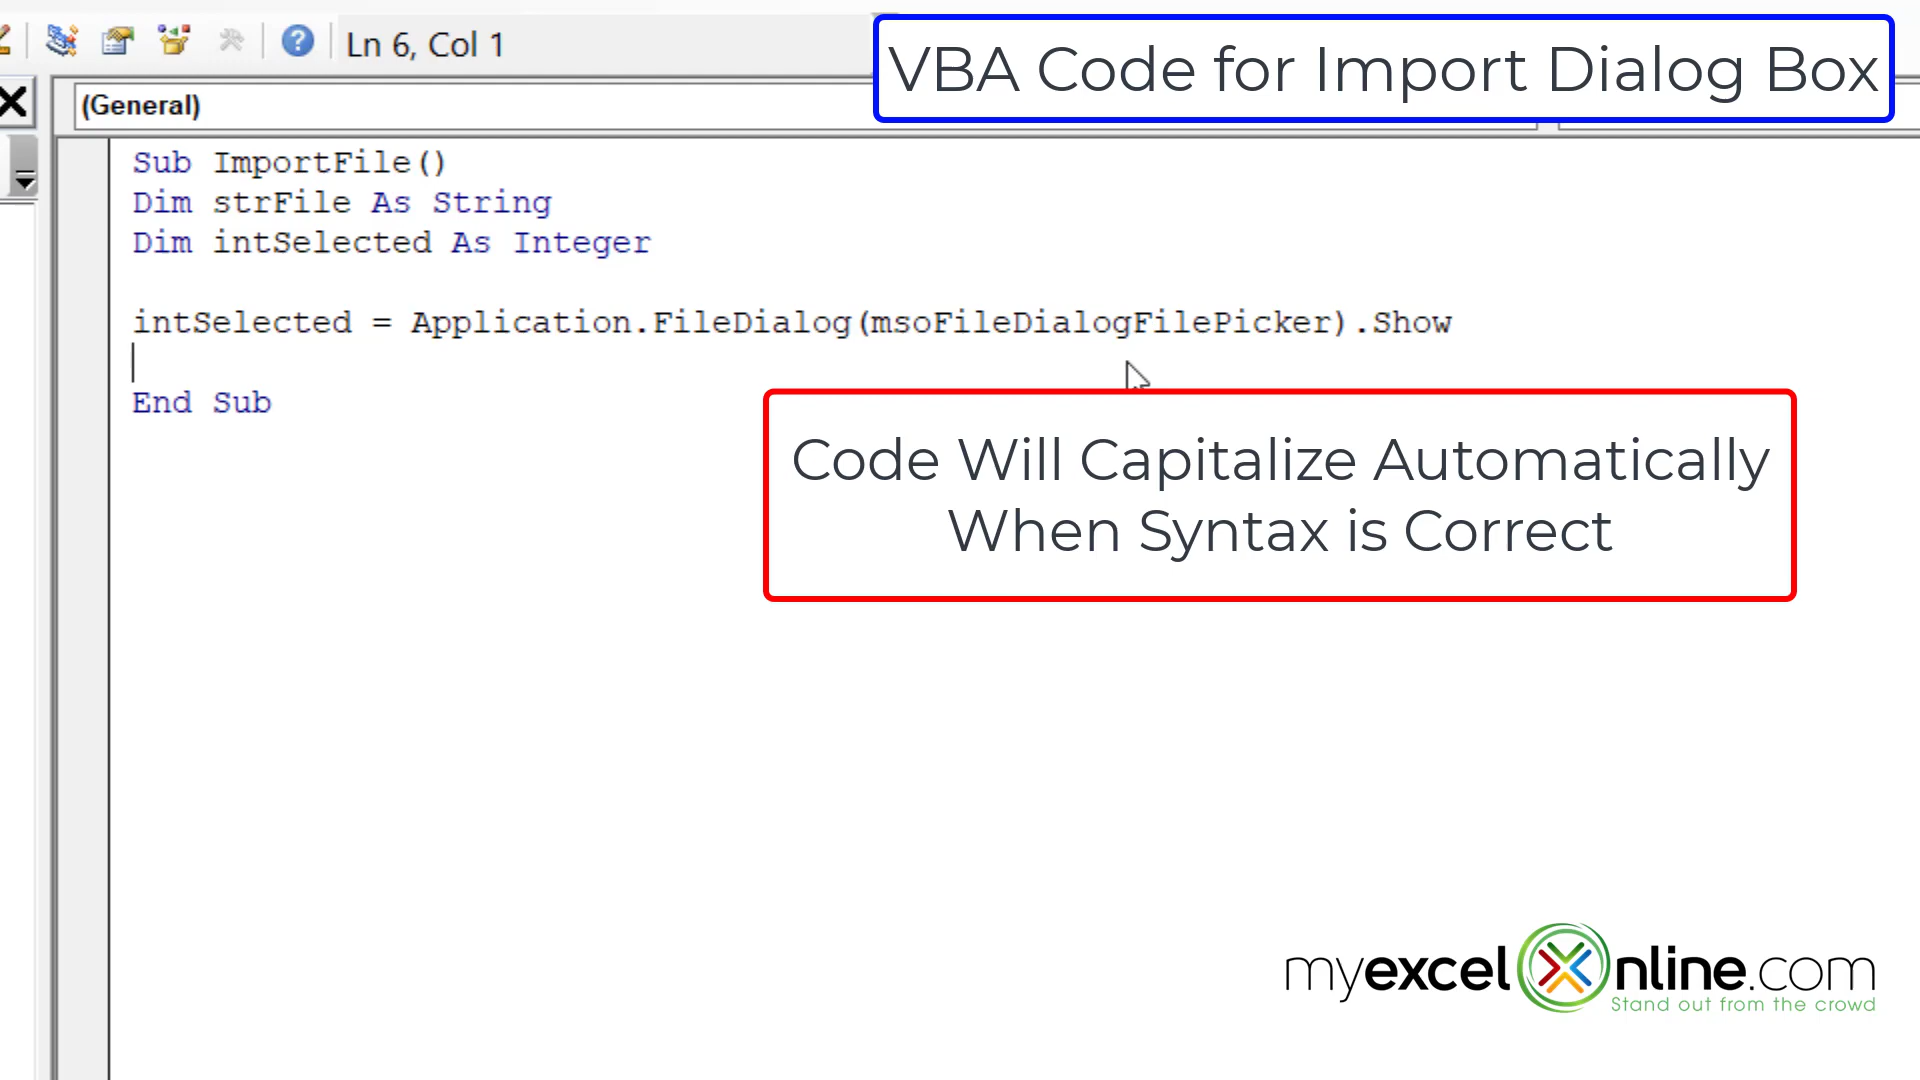 Ln 6, Col 1
VBA Code for Import Dialog Box
(General)
Sub ImportFile()
Dim strFile As String
Dim intSelected As Integer
intSelected = Application.FileDialog(msoFileDialogFilePicker).Show
End Sub
Code Will Capitalize Automatically
When Syntax is Correct
myexcelOnline.com
Stand out from the crowd